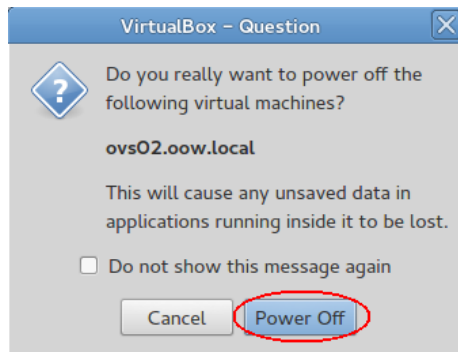 VirtualBox – Question
Do you really want to power off the
following virtual machines?
ovs02.oow.local
This will cause any unsaved data in
applications running inside it to be lost.
Do not show this message again
Cancel
Power Off